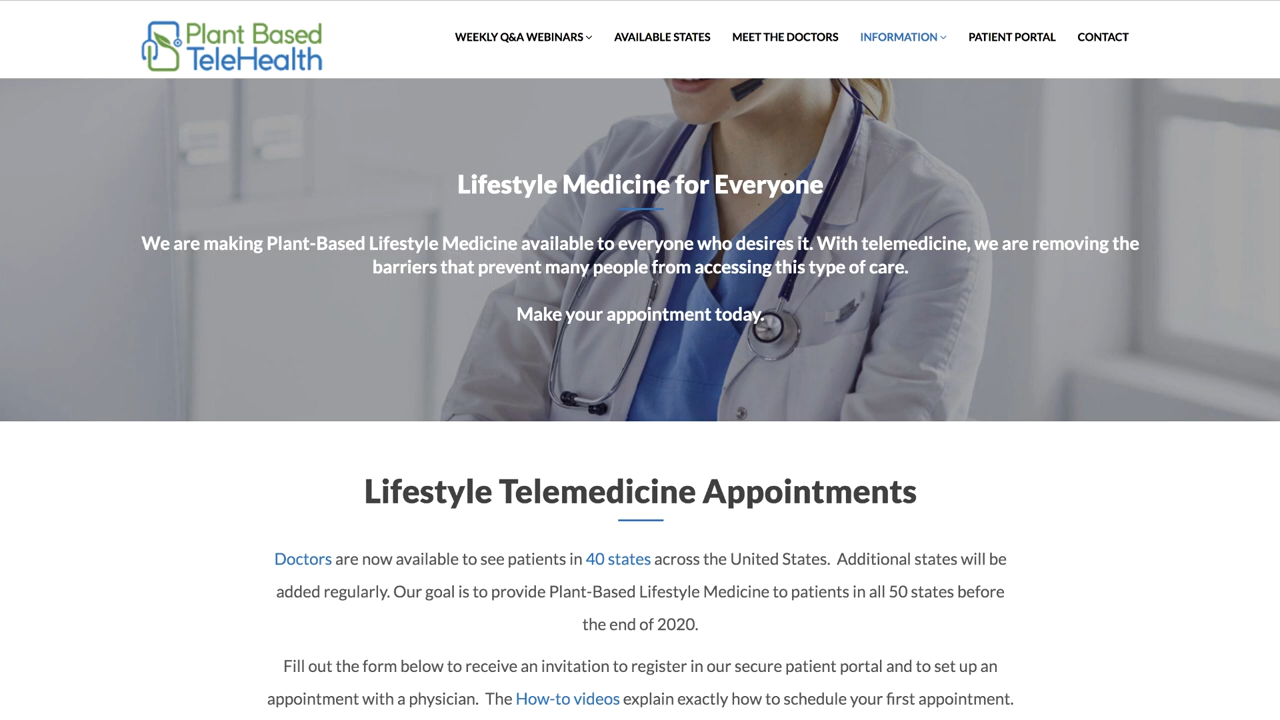 Plant Based
TeleHealth
WEEKLY Q&A WEBINARS AVAILABLE STATES MEET THE DOCTORS INFORMATION PATIENT PORTAL CONTACT
Lifestyle Medicine for Everyone
We are making Plant-Based Lifestyle Medicine available to everyone who desires it. With telemedicine, we are removing the
barriers that prevent many people from accessing this type of care.
Make your appointment today.
Lifestyle Telemedicine Appointments
Doctors are now available to see patients in 40 states across the United States. Additional states will be
added regularly. Our goal is to provide Plant-Based Lifestyle Medicine to patients in all 50 states before
the end of 2020.
Fill out the form below to receive an invitation to register in our secure patient portal and to set up an
appointment with a physician. The How-to videos explain exactly how to schedule your first appointment.